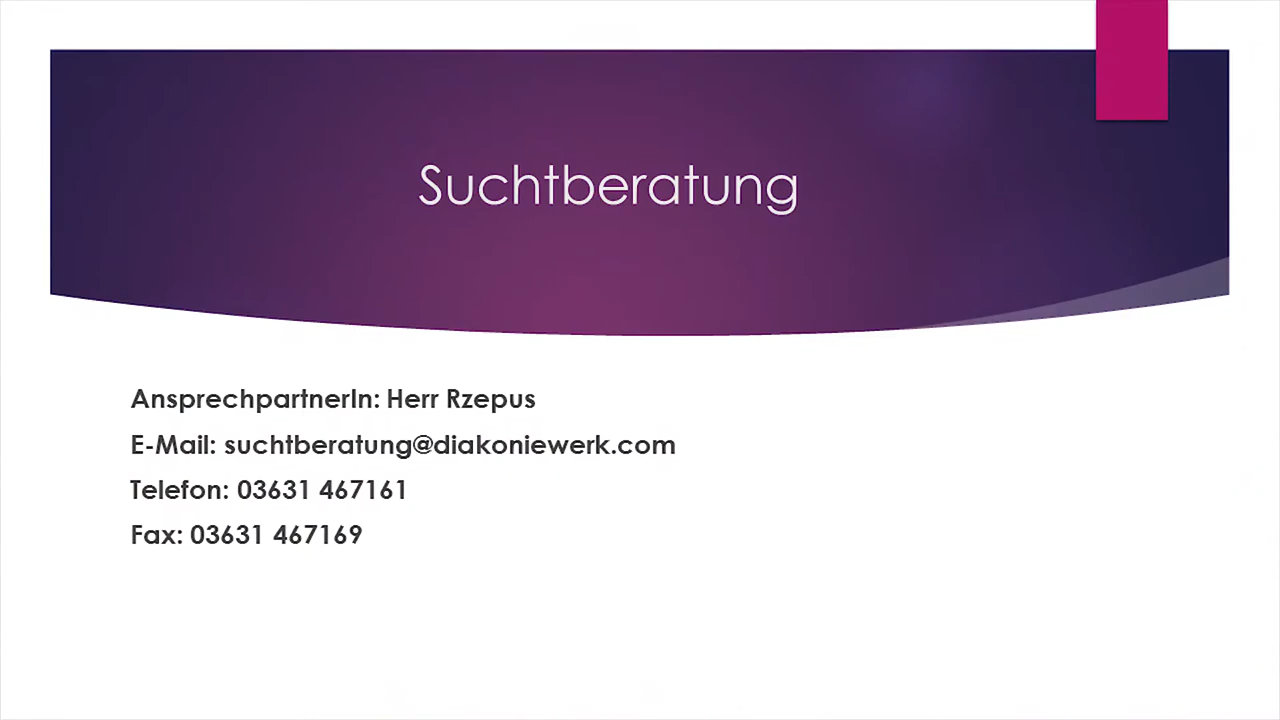 Suchtberatung
AnsprechpartnerIn: Herr Rzepus
E-Mail: suchtberatung@diakoniewerk.com
Telefon: 03631 467161
Fax: 03631 467169